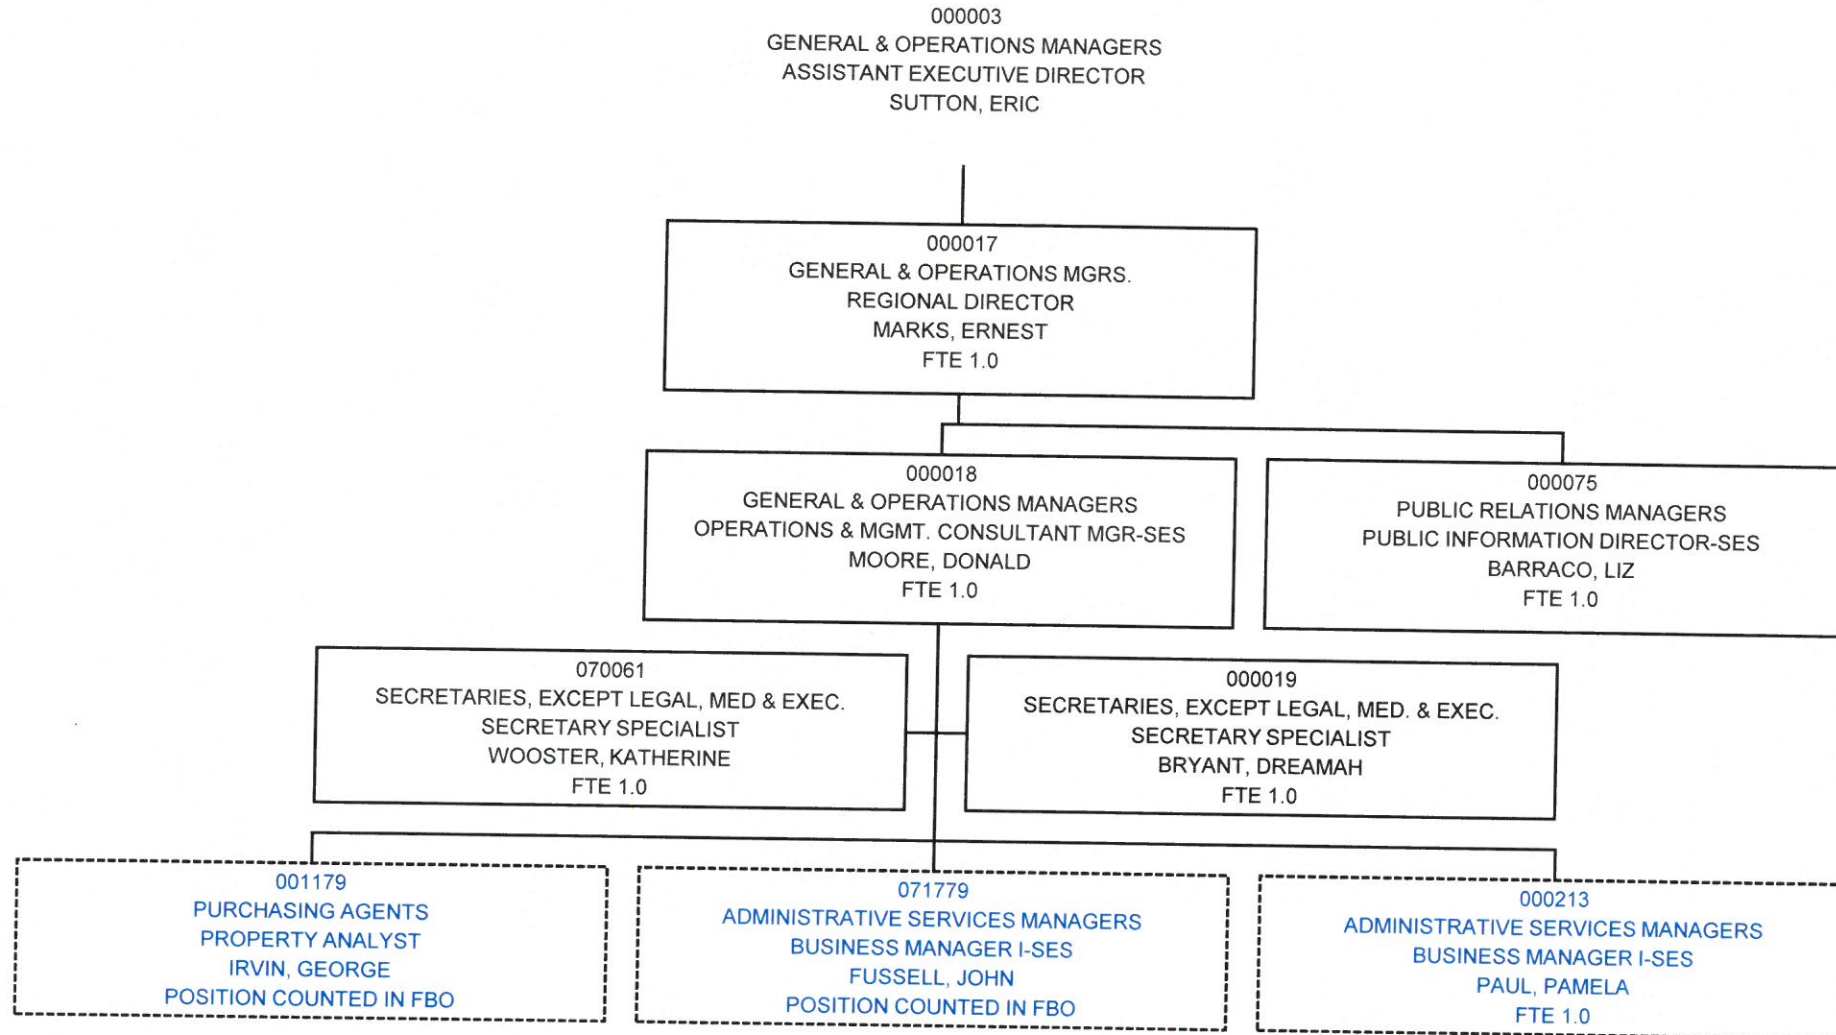 000003
GENERAL & OPERATIONS MANAGERS
ASSISTANT EXECUTIVE DIRECTOR
SUTTON, ERIC
000017
GENERAL & OPERATIONS MGRS.
REGIONAL DIRECTOR
MARKS, ERNEST
FTE 1.0
000018
GENERAL & OPERATIONS MANAGERS
OPERATIONS & MGMT. CONSULTANT MGR-SES
MOORE, DONALD
FTE 1.0
000075
PUBLIC RELATIONS MANAGERS
PUBLIC INFORMATION DIRECTOR-SES
BARRACO, LIZ
FTE 1.0
070061
SECRETARIES, EXCEPT LEGAL, MED & EXEC.
SECRETARY SPECIALIST
WOOSTER, KATHERINE
FTE 1.0
000019
SECRETARIES, EXCEPT LEGAL, MED. & EXEC.
SECRETARY SPECIALIST
BRYANT, DREAMAH
FTE 1.0
001179
PURCHASING AGENTS
PROPERTY ANALYST
IRVIN, GEORGE
POSITION COUNTED IN FBO
071779
ADMINISTRATIVE SERVICES MANAGERS
BUSINESS MANAGER I-SES
FUSSELL, JOHN
POSITION COUNTED IN FBO
000213
ADMINISTRATIVE SERVICES MANAGERS
BUSINESS MANAGER I-SES
PAUL, PAMELA
FTE 1.0